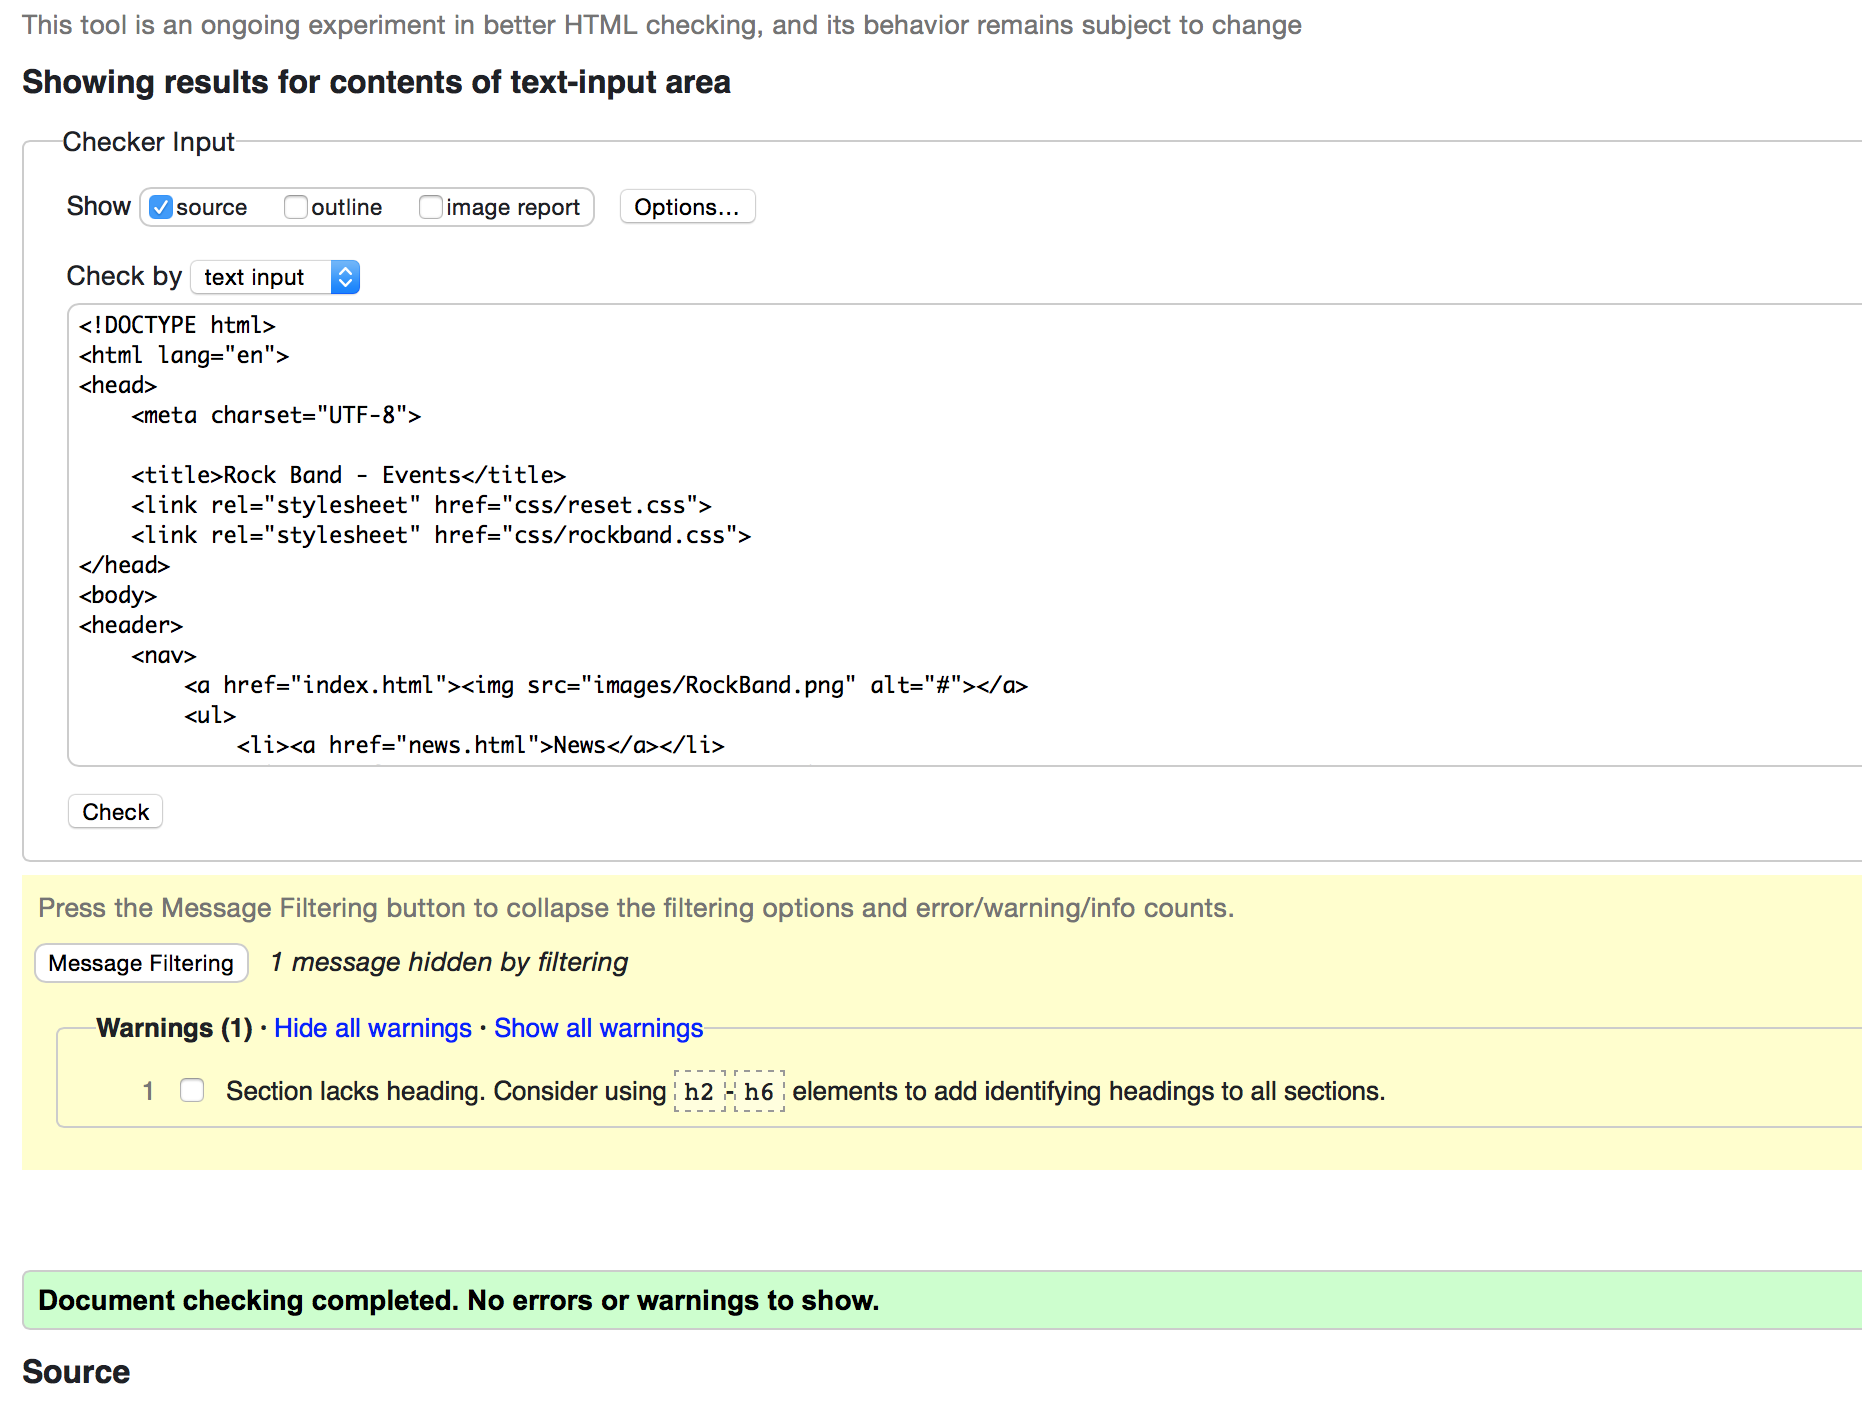 This tool is an ongoing experiment in better HTML checking, and its behavior remains subject to change
Showing results for contents of text-input area
Checker Input
Show source outline image report Options...
Check by text input
<!DOCTYPE html>
<html lang="en">
<head>
    <meta charset="UTF-8">

    <title>Rock Band - Events</title>
    <link rel="stylesheet" href="css/reset.css">
    <link rel="stylesheet" href="css/rockband.css">
</head>
<body>
<header>
    <nav>
        <a href="index.html"><img src="images/RockBand.png" alt="#"></a>
        <ul>
            <li><a href="news.html">News</a></li>
Check
Press the Message Filtering button to collapse the filtering options and error/warning/info counts.
Message Filtering 1 message hidden by filtering
Warnings (1) · Hide all warnings · Show all warnings
1 Section lacks heading. Consider using h2-h6 elements to add identifying headings to all sections.
Document checking completed. No errors or warnings to show.
Source